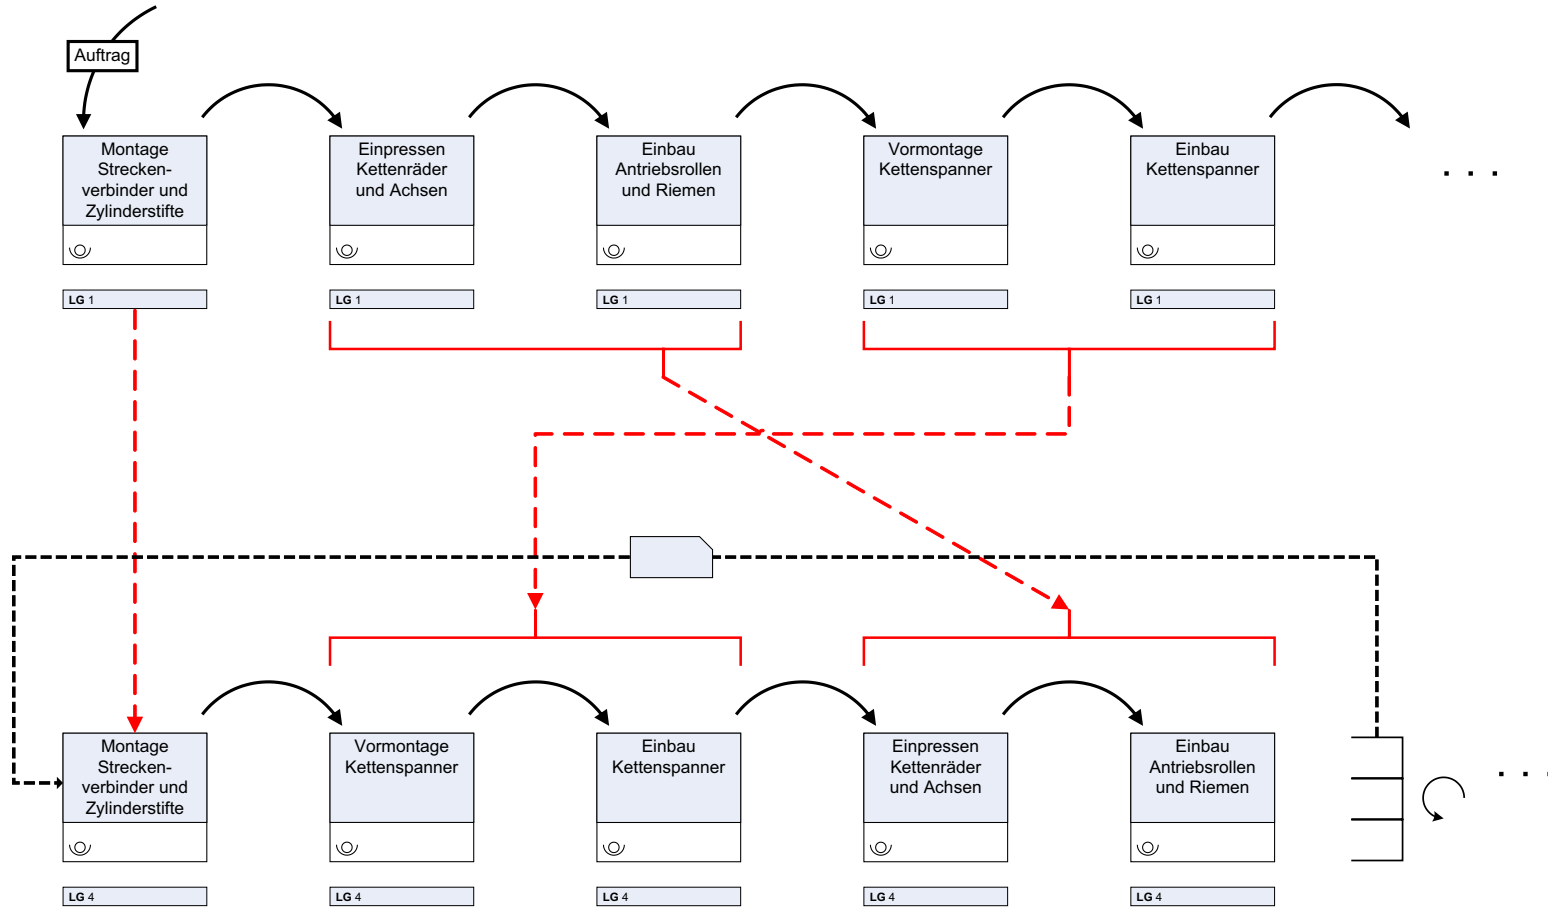 Auftrag
Montage
Strecken-
verbinder und
Zylinderstifte
Einpressen
Kettenräder
und Achsen
Einbau
Antriebsrollen
und Riemen
Vormontage
Kettenspanner
Einbau
Kettenspanner
. . .
LG 1
LG 1
LG 1
LG 1
LG 1
Montage
Strecken-
verbinder und
Zylinderstifte
Vormontage
Kettenspanner
Einbau
Kettenspanner
Einpressen
Kettenräder
und Achsen
Einbau
Antriebsrollen
und Riemen
. . .
LG 4
LG 4
LG 4
LG 4
LG 4